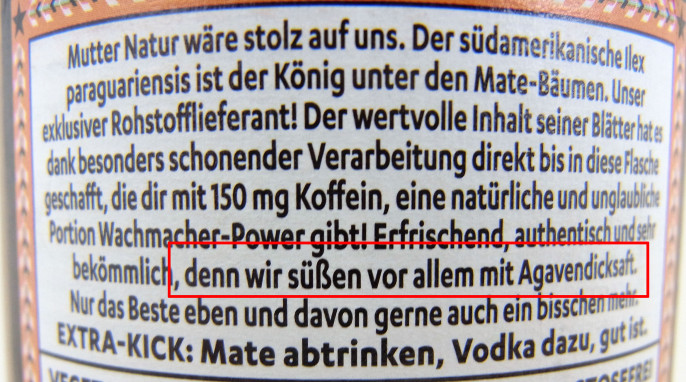 Mutter Natur wäre stolz auf uns. Der südamerikanische Ilex
paraguariensis ist der König unter den Mate-Bäumen. Unser
exklusiver Rohstofflieferant! Der wertvolle Inhalt seiner Blätter hat es
dank besonders schonender Verarbeitung direkt bis in diese Flasche
geschafft, die dir mit 150 mg Koffein, eine natürliche und unglaubliche
Portion Wachmacher-Power gibt! Erfrischend, authentisch und sehr
bekömmlich, denn wir süßen vor allem mit Agavendicksaft.
Nur das Beste eben und davon gerne auch ein bisschen mehr.
EXTRA-KICK: Mate abtrinken, Vodka dazu, gut ist.